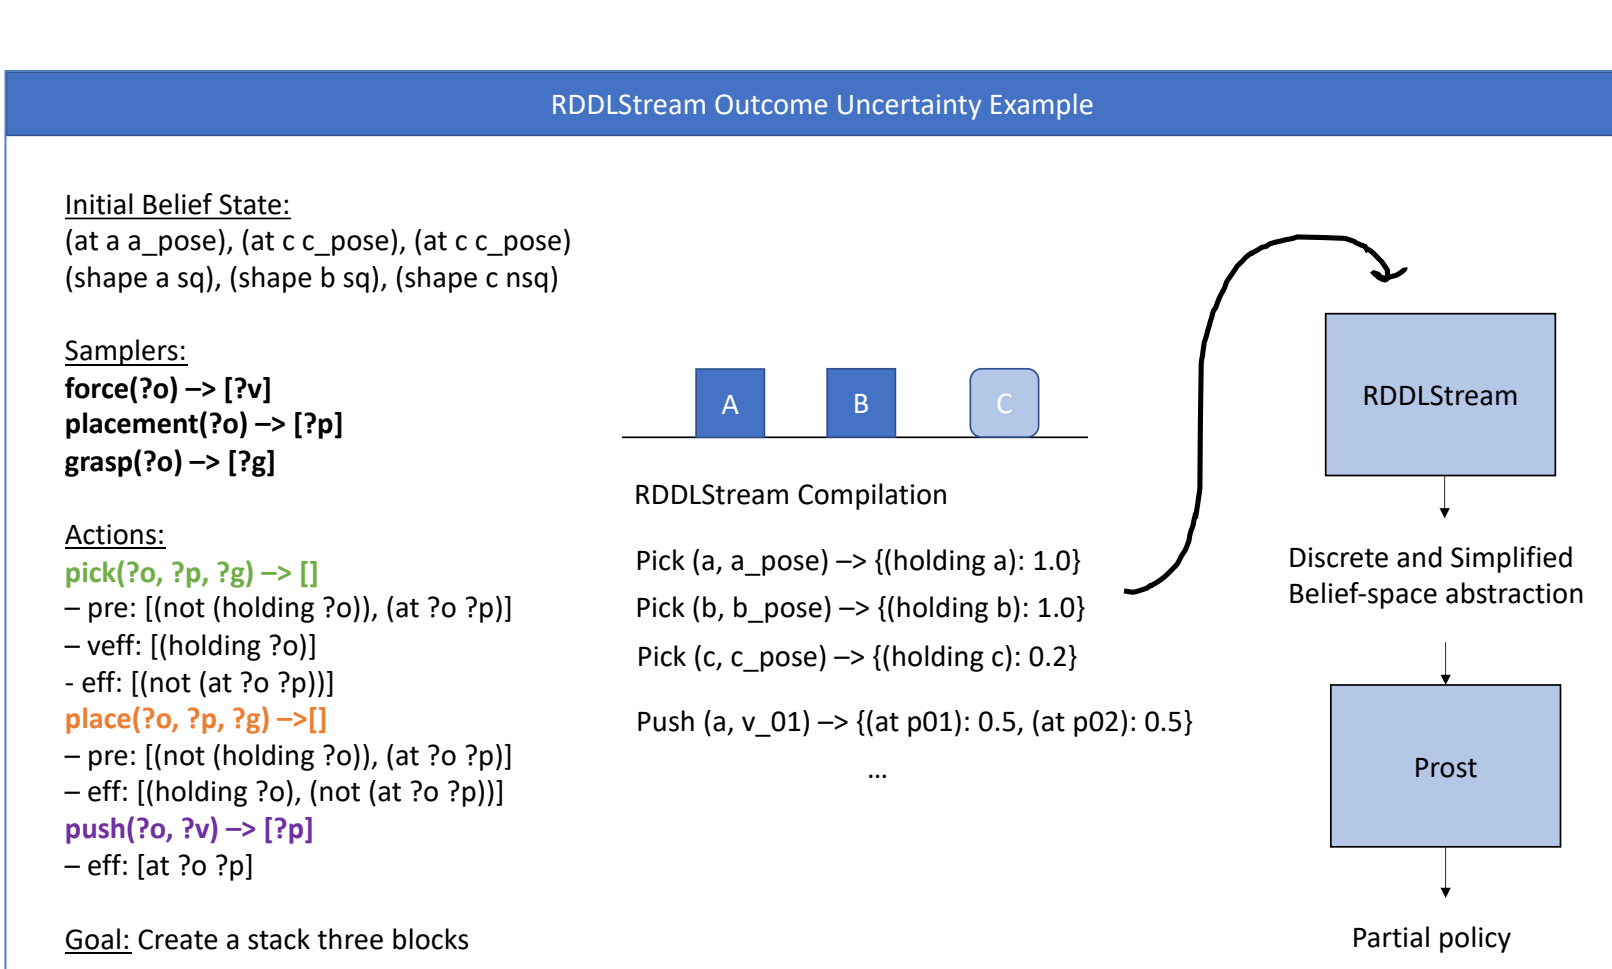 RDDLStream Outcome Uncertainty Example
Initial Belief State:
(at a a_pose), (at c c_pose), (at c c_pose)
(shape a sq), (shape b sq), (shape c nsq)
Samplers:
force(?o) –> [?v]
placement(?o) –> [?p]
grasp(?o) –> [?g]
Actions:
pick(?o, ?p, ?g) –> []
– pre: [(not (holding ?o)), (at ?o ?p)]
– veff: [(holding ?o)]
- eff: [(not (at ?o ?p))]
place(?o, ?p, ?g) –>[]
– pre: [(not (holding ?o)), (at ?o ?p)]
– eff: [(holding ?o), (not (at ?o ?p))]
push(?o, ?v) –> [?p]
– eff: [at ?o ?p]
Goal: Create a stack three blocks
A
B
C
RDDLStream Compilation
Pick (a, a_pose) –> {(holding a): 1.0}
Pick (b, b_pose) –> {(holding b): 1.0}
Pick (c, c_pose) –> {(holding c): 0.2}
Push (a, v_01) –> {(at p01): 0.5, (at p02): 0.5}
...
RDDLStream
Discrete and Simplified
Belief-space abstraction
Prost
Partial policy